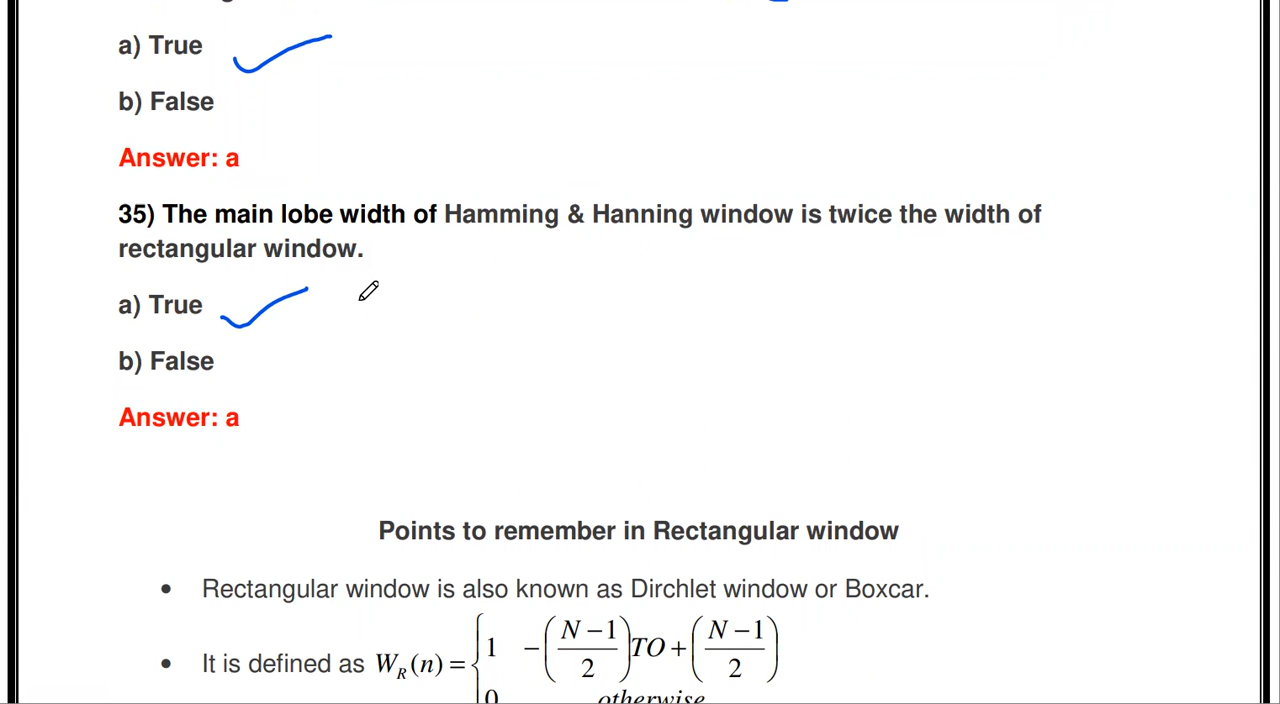 a) True
b) False
Answer: a
35) The main lobe width of Hamming & Hanning window is twice the width of
rectangular window.
a) True
b) False
Answer: a
Points to remember in Rectangular window
• Rectangular window is also known as Dirchlet window or Boxcar.
• It is defined as W_R(n) = { 1 −((N−1)/2) TO +((N−1)/2)
0 otherwise